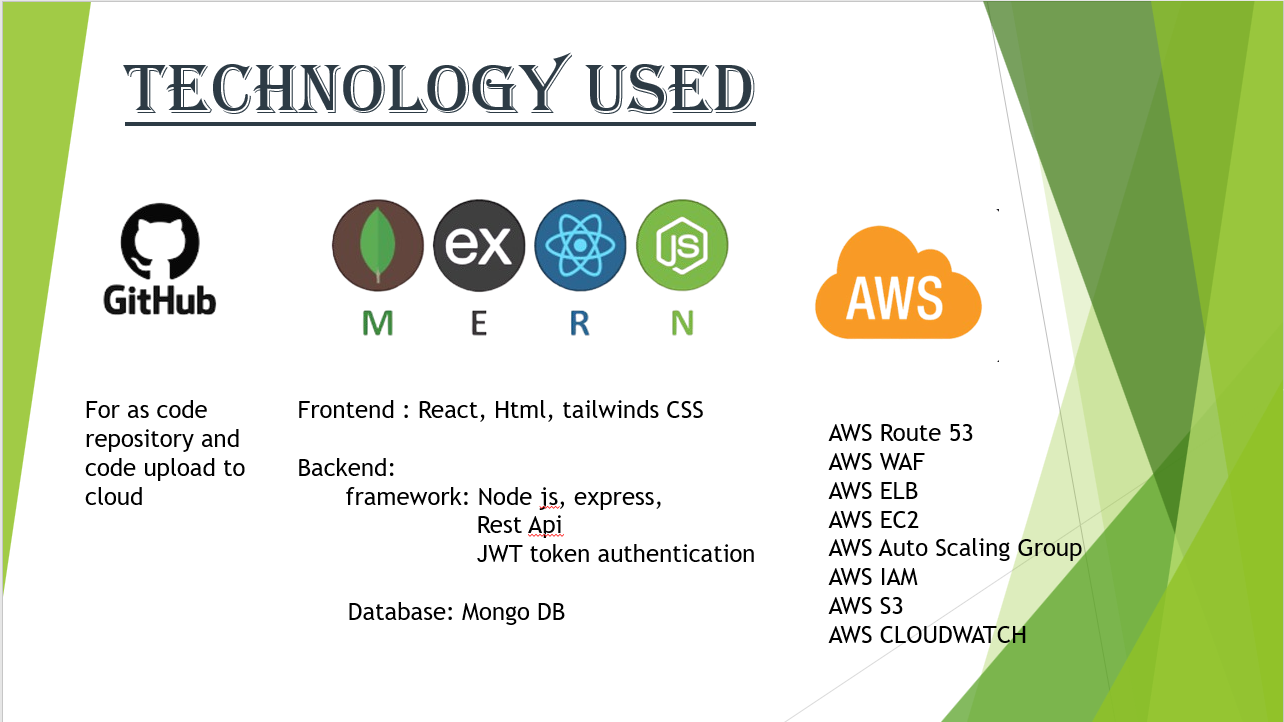 TECHNOLOGY USED
GitHub
ex
JS
M E R N
AWS
For as code
repository and
code upload to
cloud
Frontend : React, Html, tailwinds CSS
Backend:
framework: Node js, express,
Rest Api
JWT token authentication
Database: Mongo DB
AWS Route 53
AWS WAF
AWS ELB
AWS EC2
AWS Auto Scaling Group
AWS IAM
AWS S3
AWS CLOUDWATCH